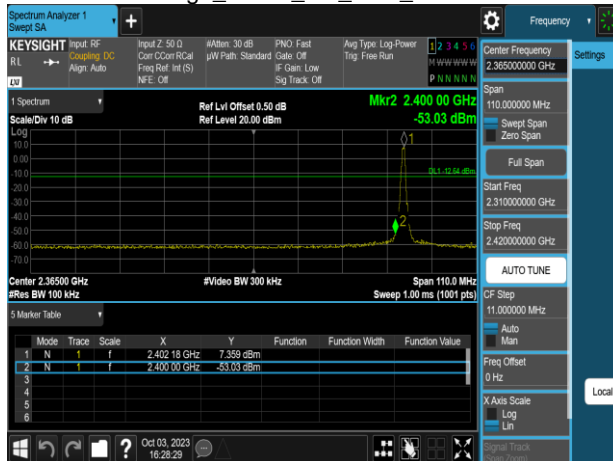 Spectrum Analyzer 1
Swept SA
+
Frequency
KEYSIGHT Input: RF Input Z: 50 Ω #Atten: 30 dB PNO: Fast Avg Type: Log-Power 1 2 3 4 5 6
RL Coupling: DC Corr CCorr RCal µW Path: Standard Gate: Off Trig: Free Run M W W W W W
Align: Auto Freq Ref: Int (S) IF Gain: Low
NFE: Off Sig Track: Off P N N N N N
LXI
1 Spectrum
Scale/Div 10 dB
Ref Lvl Offset 0.50 dB
Ref Level 20.00 dBm
Mkr2 2.400 00 GHz
-53.03 dBm
Log
10.0
0.00
-10.0
-20.0
-30.0
-40.0
-50.0
-60.0
-70.0
1
DL1 -12.64 dBm
2
Center 2.36500 GHz #Video BW 300 kHz Span 110.0 MHz
#Res BW 100 kHz Sweep 1.00 ms (1001 pts)
5 Marker Table
Mode Trace Scale X Y Function Function Width Function Value
1 N 1 f 2.402 18 GHz 7.359 dBm
2 N 1 f 2.400 00 GHz -53.03 dBm
3
4
5
6
?
Oct 03, 2023
16:28:29
Center Frequency
2.365000000 GHz
Settings
Span
110.000000 MHz
Swept Span
Zero Span
Full Span
Start Freq
2.310000000 GHz
Stop Freq
2.420000000 GHz
AUTO TUNE
CF Step
11.000000 MHz
Auto
Man
Freq Offset
0 Hz
Local
X Axis Scale
Log
Lin
Signal Track
(Span Zoom)